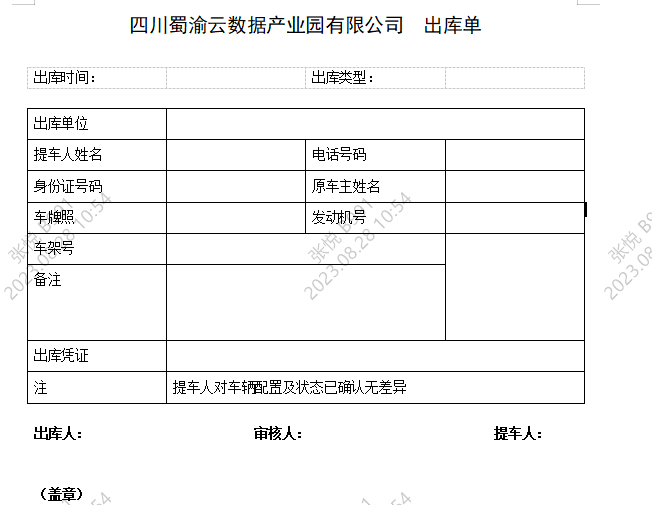 四川蜀渝云数据产业园有限公司 出库单
出库时间： 出库类型：
出库单位
提车人姓名 电话号码
身份证号码 原车主姓名
车牌照 发动机号
车架号
备注
出库凭证
注 提车人对车辆配置及状态已确认无差异
出库人： 审核人： 提车人：
（盖章）
张悦
2023.08.28 10:54
张悦
2023.08.28 10:54
张悦
2023.08